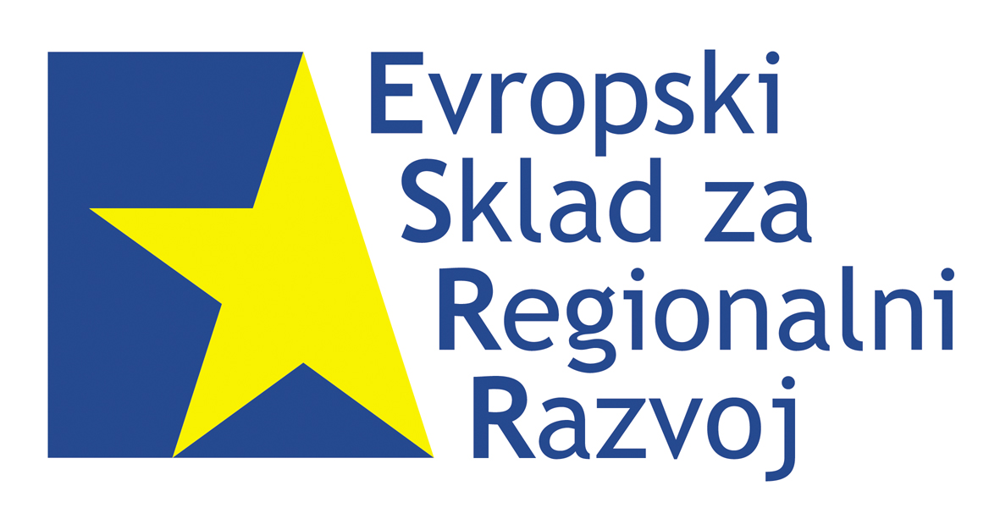 Evropski
Sklad za
Regionalni
Razvoj